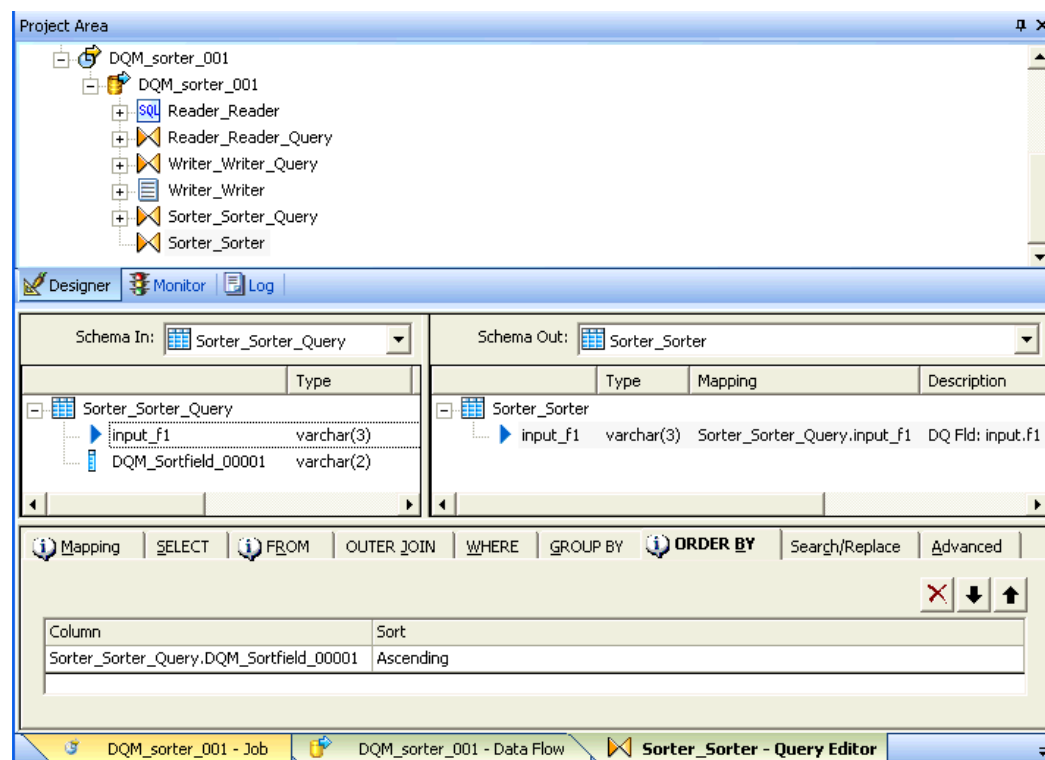 Project Area
DQM_sorter_001
DQM_sorter_001
SQL Reader_Reader
Reader_Reader_Query
Writer_Writer_Query
Writer_Writer
Sorter_Sorter_Query
Sorter_Sorter
Designer Monitor Log
Schema In: Sorter_Sorter_Query
Type
Sorter_Sorter_Query
input_f1 varchar(3)
DQM_Sortfield_00001 varchar(2)
Schema Out: Sorter_Sorter
Type Mapping Description
Sorter_Sorter
input_f1 varchar(3) Sorter_Sorter_Query.input_f1 DQ Fld: input.f1
Mapping SELECT FROM OUTER JOIN WHERE GROUP BY ORDER BY Search/Replace Advanced
Column Sort
Sorter_Sorter_Query.DQM_Sortfield_00001 Ascending
DQM_sorter_001 - Job DQM_sorter_001 - Data Flow Sorter_Sorter - Query Editor